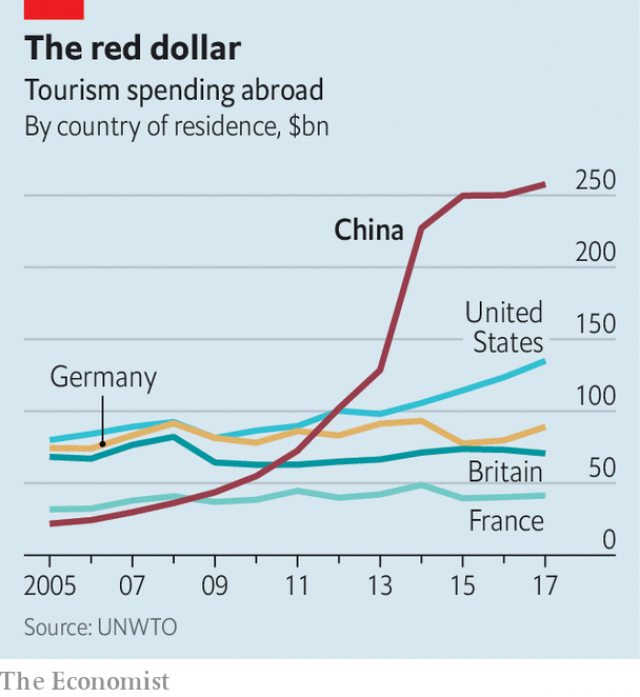 The red dollar
Tourism spending abroad
By country of residence, $bn
250
China
200
United
States
150
Germany
100
Britain
50
France
0
2005 07 09 11 13 15 17
Source: UNWTO
The Economist